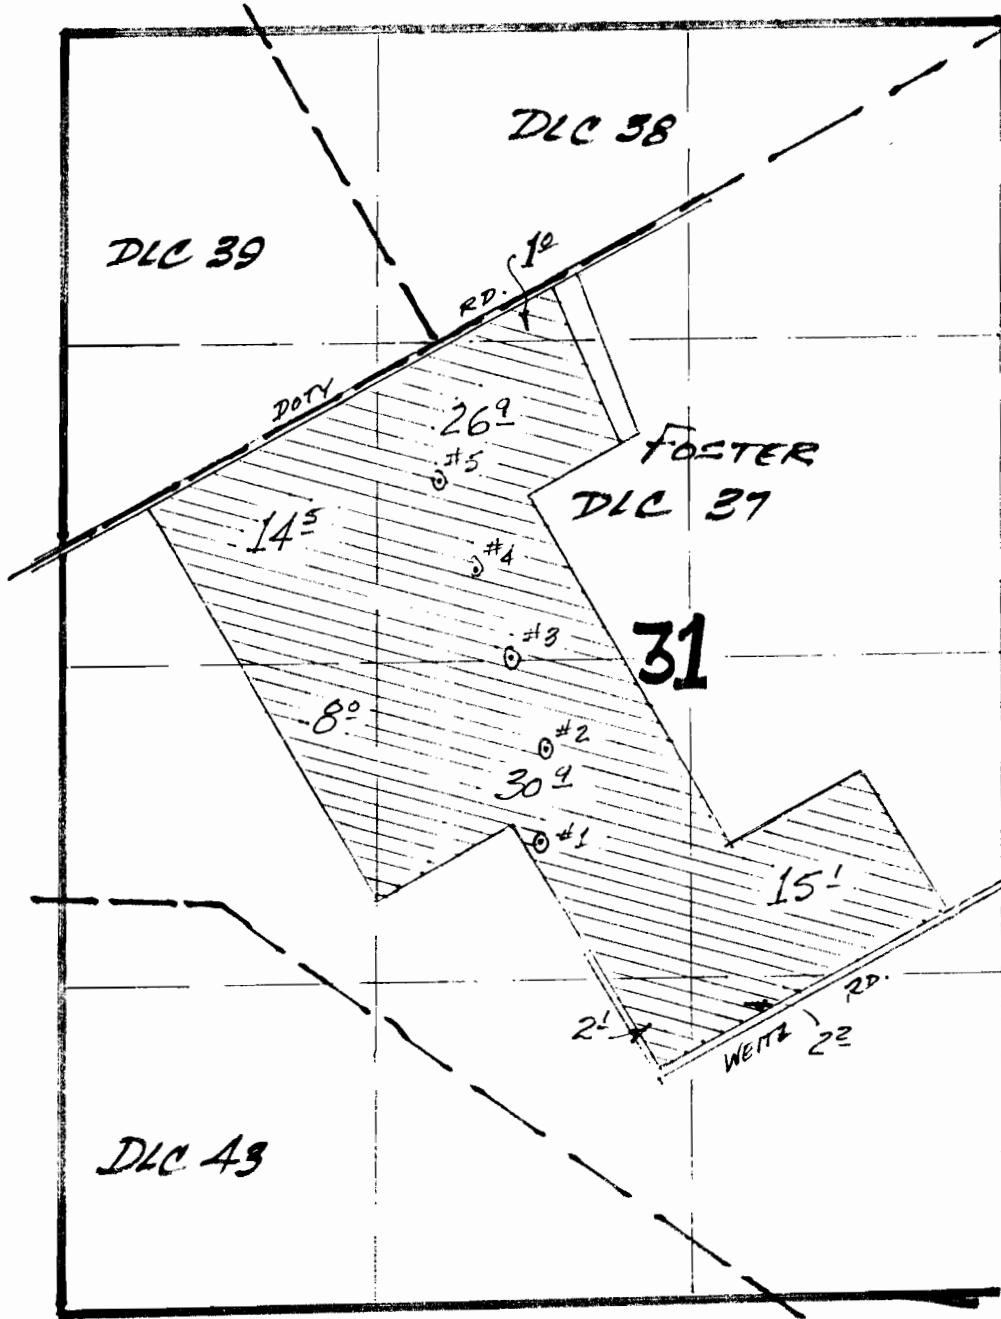 DLC 38
DLC 39
1⁰
RD.
DOTY
26⁹
#5
FOSTER
DLC 37
14⁵
#4
#3
31
8⁰
#2
30⁹
#1
15¹
2¹
WEITZ
2²
RD.
DLC 43